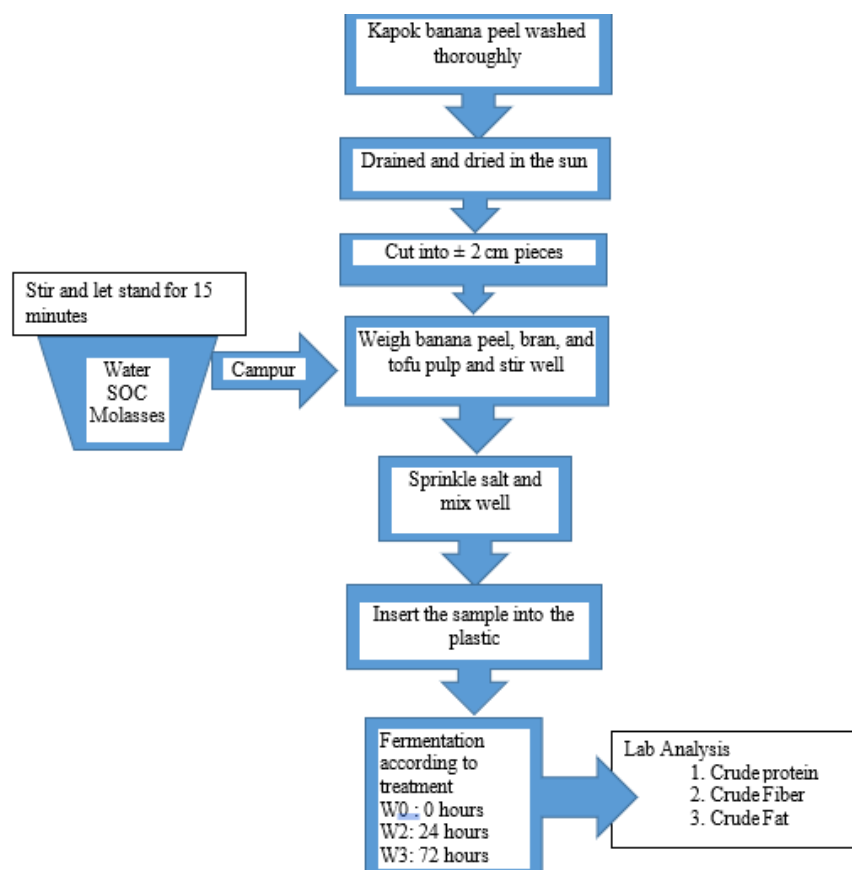 Kapok banana peel washed
thoroughly
Drained and dried in the sun
Cut into ± 2 cm pieces
Stir and let stand for 15
minutes
Water
SOC
Molasses
Campur
Weigh banana peel, bran, and
tofu pulp and stir well
Sprinkle salt and
mix well
Insert the sample into the
plastic
Fermentation
according to
treatment
W0 : 0 hours
W2: 24 hours
W3: 72 hours
Lab Analysis
1. Crude protein
2. Crude Fiber
3. Crude Fat